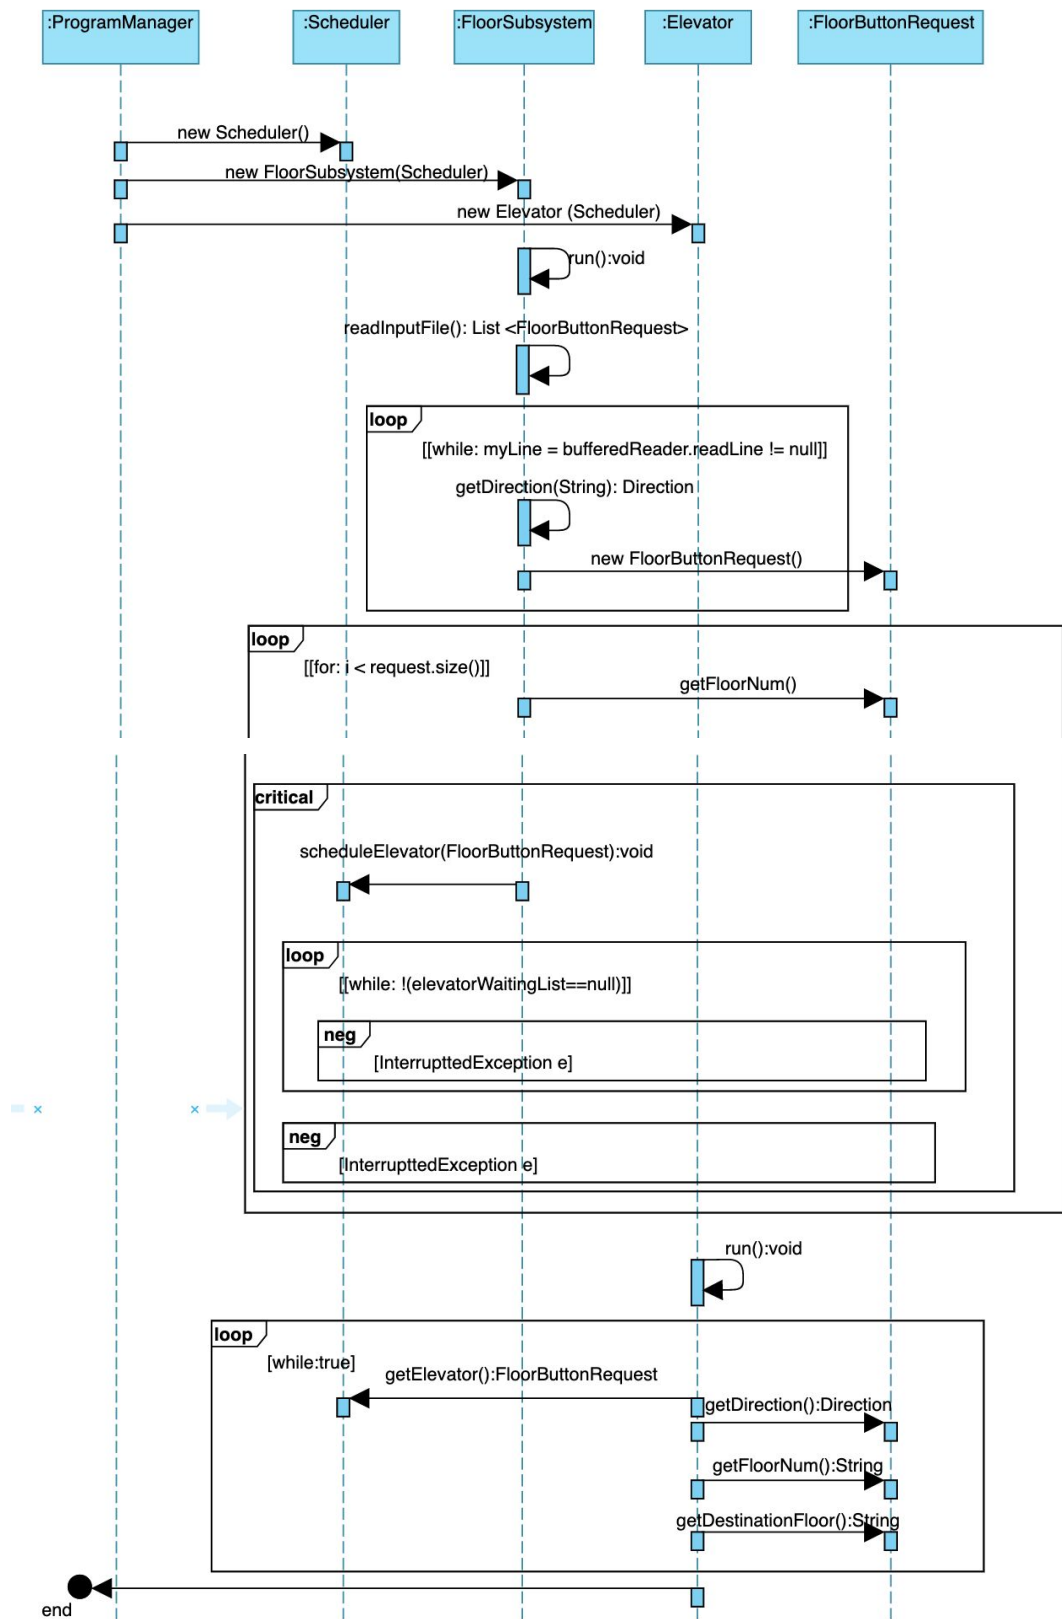 :ProgramManager
:Scheduler
:FloorSubsystem
:Elevator
:FloorButtonRequest
new Scheduler()
new FloorSubsystem(Scheduler)
new Elevator (Scheduler)
run():void
readInputFile(): List <FloorButtonRequest>
loop
[[while: myLine = bufferedReader.readLine != null]]
getDirection(String): Direction
new FloorButtonRequest()
loop
[[for: i < request.size()]]
getFloorNum()
critical
scheduleElevator(FloorButtonRequest):void
loop
[[while: !(elevatorWaitingList==null)]]
neg
[InterrupttedException e]
neg
[InterrupttedException e]
run():void
loop
[while:true]
getElevator():FloorButtonRequest
getDirection():Direction
getFloorNum():String
getDestinationFloor():String
end